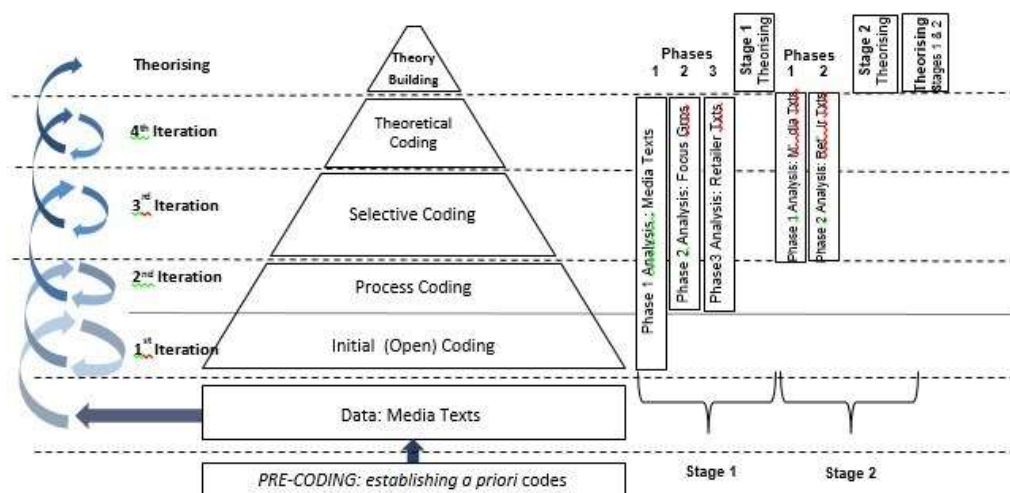 Theorising
4th Iteration
3rd Iteration
2nd Iteration
1st Iteration
Theory
Building
Theoretical
Coding
Selective Coding
Process Coding
Initial (Open) Coding
Data: Media Texts
PRE-CODING: establishing a priori codes
Phases
1 2 3
Stage 1
Theorising
Phases
1 2
Stage 2
Theorising
Theorising
Stages 1 & 2
Phase 1 Analysis: Media Texts
Phase 2 Analysis: Focus Grps
Phase3 Analysis: Retailer Txts
Phase 1 Analysis: Media Txts
Phase 2 Analysis: Txts
Stage 1
Stage 2